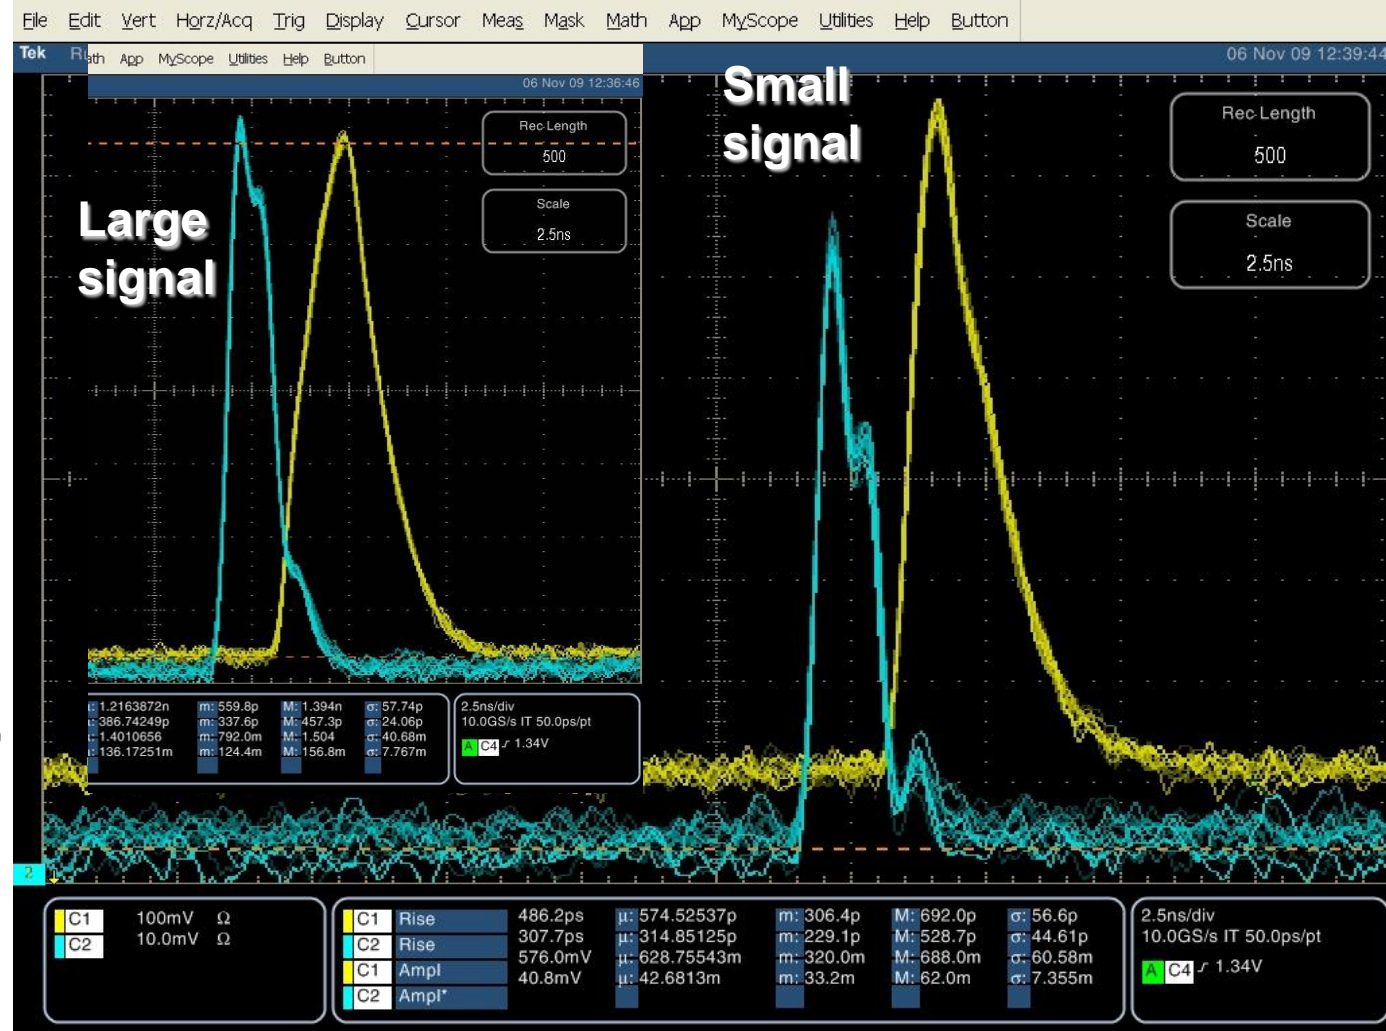 File Edit Vert Horz/Acq Trig Display Cursor Meas Mask Math App MyScope Utilities Help Button
Tek
06 Nov 09 12:39:44
ath App MyScope Utilities Help Button
06 Nov 09 12:36:46
Rec Length
500
Scale
2.5ns
Large
signal
1.2163872n m: 559.8p M: 1.394n σ: 57.74p
386.74249p m: 337.6p M: 457.3p σ: 24.06p
1.4010656 m: 792.0m M: 1.504 σ: 40.68m
136.17251m m: 124.4m M: 156.8m σ: 7.767m
2.5ns/div
10.0GS/s IT 50.0ps/pt
A C4 1.34V
Small
signal
Rec Length
500
Scale
2.5ns
2
C1 100mV Ω
C2 10.0mV Ω
C1 Rise 486.2ps μ: 574.52537p m: 306.4p M: 692.0p σ: 56.6p
C2 Rise 307.7ps μ: 314.85125p m: 229.1p M: 528.7p σ: 44.61p
C1 Ampl 576.0mV μ: 628.75543m m: 320.0m M: 688.0m σ: 60.58m
C2 Ampl* 40.8mV μ: 42.6813m m: 33.2m M: 62.0m σ: 7.355m
2.5ns/div
10.0GS/s IT 50.0ps/pt
A C4 1.34V